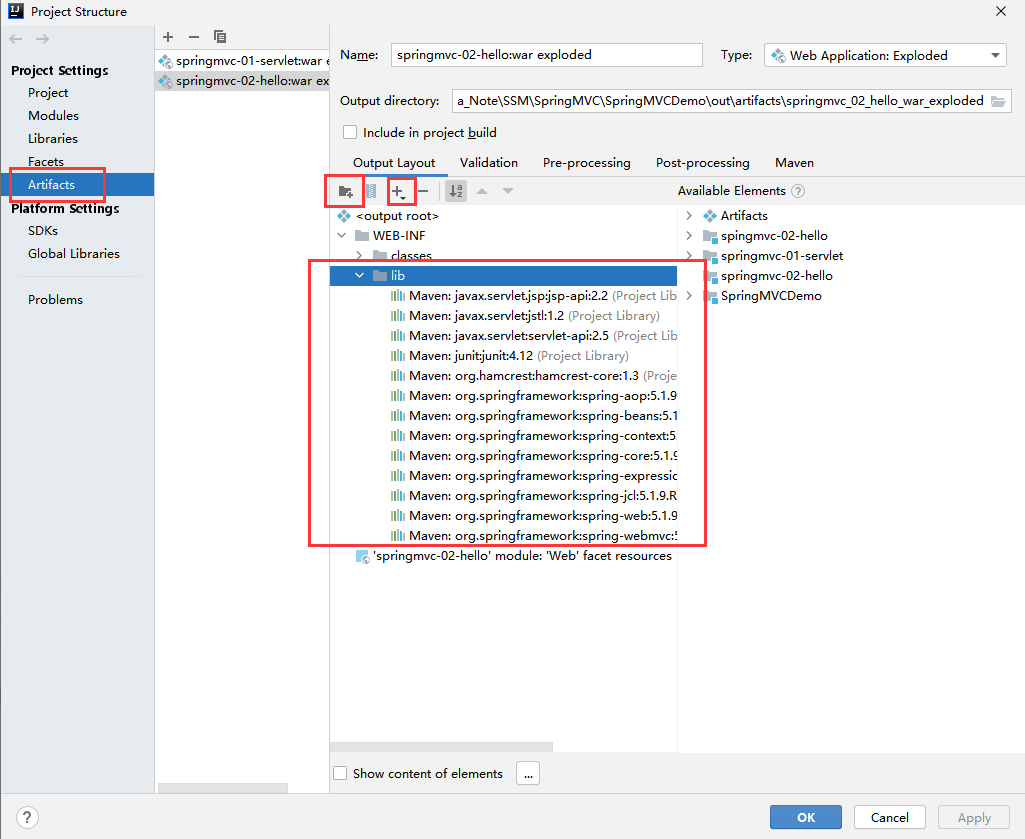 Project Structure
Project Settings
Project
Modules
Libraries
Facets
Artifacts
Platform Settings
SDKs
Global Libraries
Problems
springmvc-01-servlet:war e
springmvc-02-hello:war ex
Name: springmvc-02-hello:war exploded
Type: Web Application: Exploded
Output directory: a_Note\SSM\SpringMVC\SpringMVCDemo\out\artifacts\springmvc_02_hello_war_exploded
Include in project build
Output Layout Validation Pre-processing Post-processing Maven
<output root>
WEB-INF
classes
lib
Maven: javax.servlet.jsp:jsp-api:2.2 (Project Lib
Maven: javax.servlet:jstl:1.2 (Project Library)
Maven: javax.servlet:servlet-api:2.5 (Project Lib
Maven: junit:junit:4.12 (Project Library)
Maven: org.hamcrest:hamcrest-core:1.3 (Proje
Maven: org.springframework:spring-aop:5.1.9
Maven: org.springframework:spring-beans:5.1
Maven: org.springframework:spring-context:5.
Maven: org.springframework:spring-core:5.1.9
Maven: org.springframework:spring-expressic
Maven: org.springframework:spring-jcl:5.1.9.R
Maven: org.springframework:spring-web:5.1.9
Maven: org.springframework:spring-webmvc:5
'springmvc-02-hello' module: 'Web' facet resources
Available Elements ?
Artifacts
spingmvc-02-hello
springmvc-01-servlet
springmvc-02-hello
SpringMVCDemo
Show content of elements ...
? OK Cancel Apply